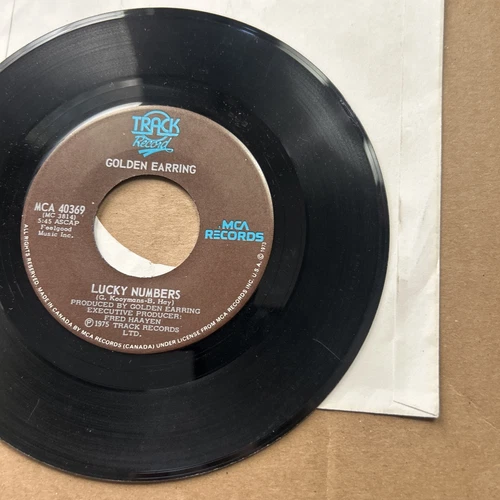 TRACK
Record
GOLDEN EARRING
MCA 40369
(MC 3814)
5:45 ASCAP
Feelgood
Music Inc.
MCA
RECORDS
LUCKY NUMBERS
(G. Kooymans-B. Hay)
PRODUCED BY GOLDEN EARRING
EXECUTIVE PRODUCER:
FRED HAAYEN
℗ 1975 TRACK RECORDS
LTD.
ALL RIGHTS RESERVED. MADE IN CANADA BY MCA RECORDS (CANADA) UNDER LICENSE FROM MCA RECORDS INC. U.S.A.